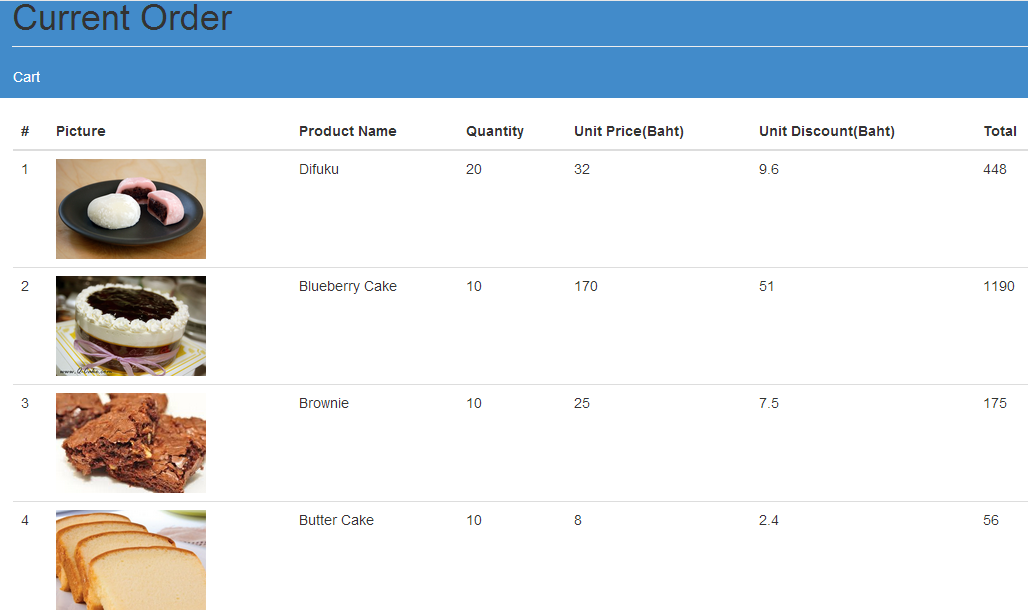 Current Order
Cart
# Picture Product Name Quantity Unit Price(Baht) Unit Discount(Baht) Total
1 Difuku 20 32 9.6 448
2 Blueberry Cake 10 170 51 1190
3 Brownie 10 25 7.5 175
4 Butter Cake 10 8 2.4 56